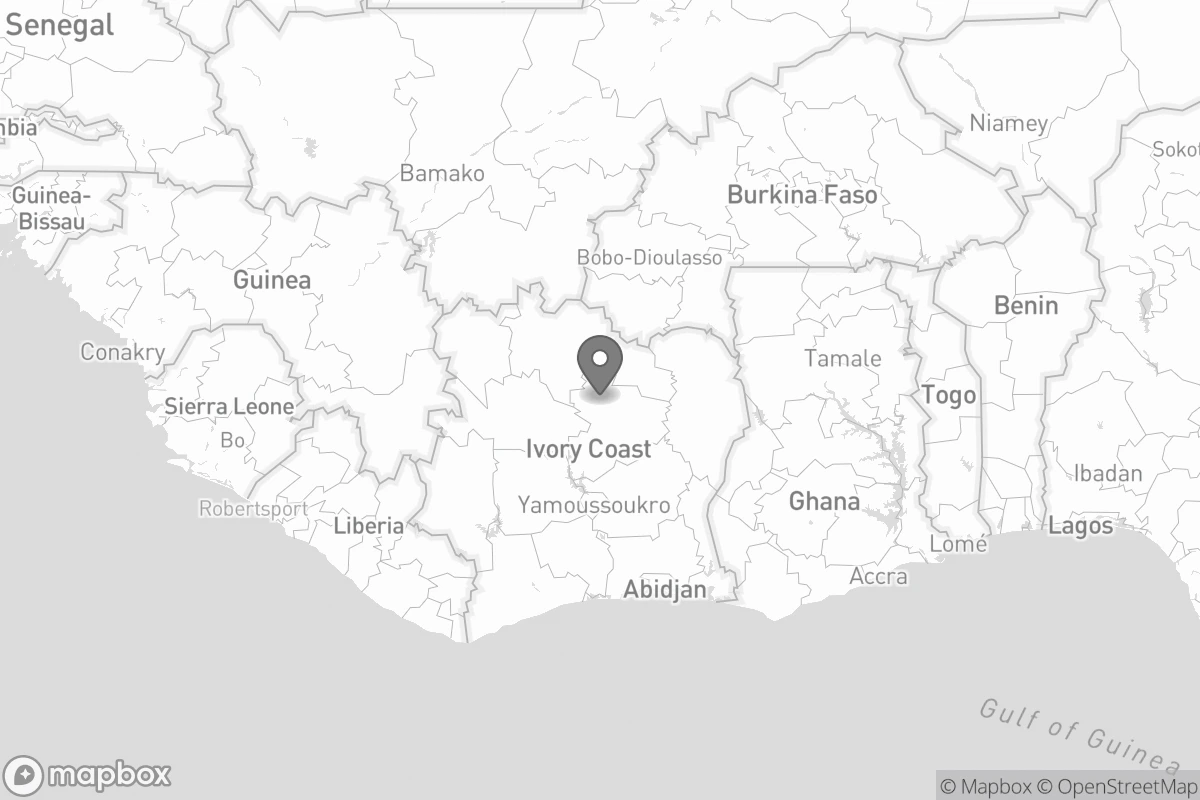 Senegal
nbia
Niamey
Sokot
Bamako
Guinea-
Bissau
Burkina Faso
Bobo-Dioulasso
Guinea
Benin
Conakry
Tamale
Togo
Sierra Leone
Bo
Ivory Coast
Ibadan
Yamoussoukro
Ghana
Robertsport
Liberia
Lagos
Lomé
Accra
Abidjan
Gulf of Guinea
mapbox
© Mapbox © OpenStreetMap